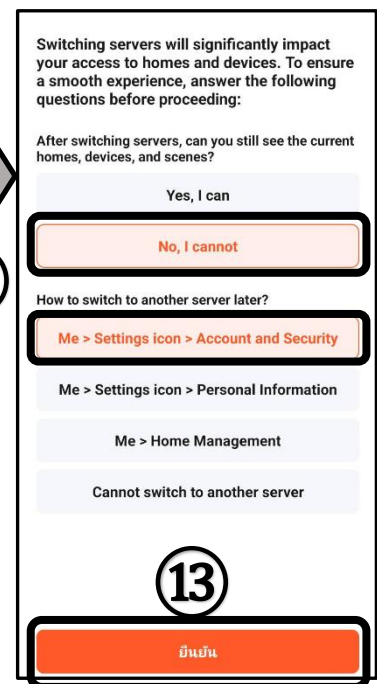 Switching servers will significantly impact
your access to homes and devices. To ensure
a smooth experience, answer the following
questions before proceeding:
After switching servers, can you still see the current
homes, devices, and scenes?
Yes, I can
No, I cannot
How to switch to another server later?
Me > Settings icon > Account and Security
Me > Settings icon > Personal Information
Me > Home Management
Cannot switch to another server
13
ยืนยัน